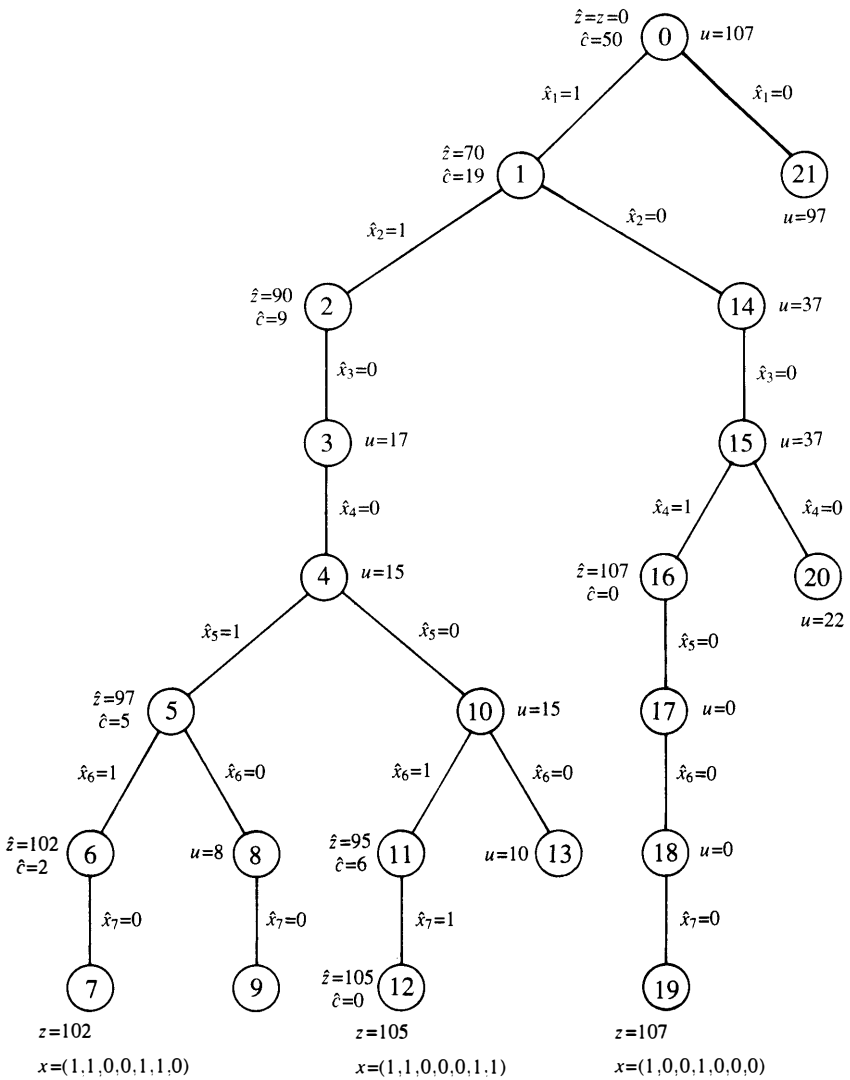 ẑ=z=0
ĉ=50
0
u=107
x̂₁=1
x̂₁=0
ẑ=70
ĉ=19
1
21
u=97
x̂₂=1
x̂₂=0
ẑ=90
ĉ=9
2
14
u=37
x̂₃=0
x̂₃=0
3
u=17
15
u=37
x̂₄=0
x̂₄=1
x̂₄=0
4
u=15
ẑ=107
ĉ=0
16
20
u=22
x̂₅=1
x̂₅=0
x̂₅=0
ẑ=97
ĉ=5
5
10
u=15
17
u=0
x̂₆=1
x̂₆=0
x̂₆=1
x̂₆=0
x̂₆=0
ẑ=102
ĉ=2
6
u=8
8
ẑ=95
ĉ=6
11
u=10
13
18
u=0
x̂₇=0
x̂₇=0
x̂₇=1
x̂₇=0
7
9
ẑ=105
ĉ=0
12
19
z=102
z=105
z=107
x=(1,1,0,0,1,1,0)
x=(1,1,0,0,0,1,1)
x=(1,0,0,1,0,0,0)